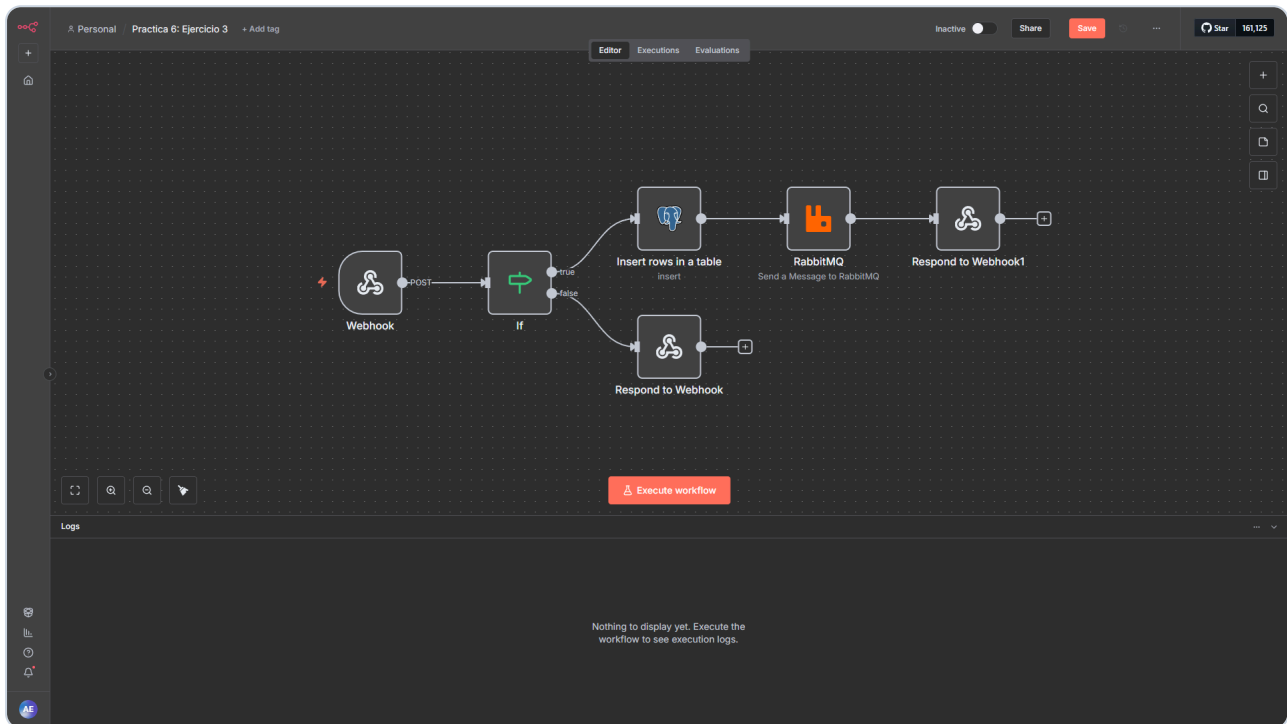 Personal / Practica 6: Ejercicio 3 + Add tag
Inactive Share Save ... Star 161,125
Editor Executions Evaluations
Insert rows in a table
insert
RabbitMQ
Send a Message to RabbitMQ
Respond to Webhook1
POST
true
false
Webhook
If
Respond to Webhook
Execute workflow
Logs
Nothing to display yet. Execute the
workflow to see execution logs.
AE